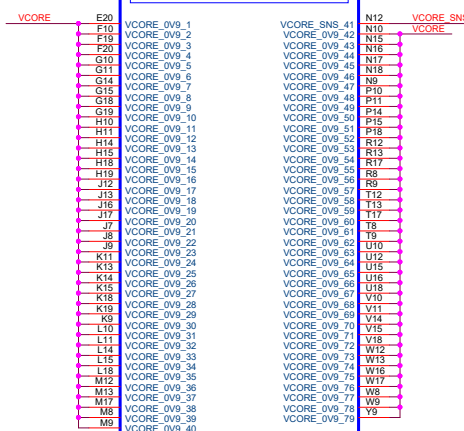 VCORE E20 VCORE_0V9_1
F10 VCORE_0V9_2
F19 VCORE_0V9_3
F20 VCORE_0V9_4
G10 VCORE_0V9_5
G11 VCORE_0V9_6
G14 VCORE_0V9_7
G15 VCORE_0V9_8
G18 VCORE_0V9_9
G19 VCORE_0V9_10
H10 VCORE_0V9_11
H11 VCORE_0V9_12
H14 VCORE_0V9_13
H15 VCORE_0V9_14
H18 VCORE_0V9_15
H19 VCORE_0V9_16
J12 VCORE_0V9_17
J13 VCORE_0V9_18
J16 VCORE_0V9_19
J17 VCORE_0V9_20
J7 VCORE_0V9_21
J8 VCORE_0V9_22
J9 VCORE_0V9_23
K11 VCORE_0V9_24
K13 VCORE_0V9_25
K14 VCORE_0V9_26
K15 VCORE_0V9_27
K18 VCORE_0V9_28
K19 VCORE_0V9_29
K9 VCORE_0V9_30
L10 VCORE_0V9_31
L11 VCORE_0V9_32
L14 VCORE_0V9_33
L15 VCORE_0V9_34
L18 VCORE_0V9_35
M12 VCORE_0V9_36
M13 VCORE_0V9_37
M17 VCORE_0V9_38
M8 VCORE_0V9_39
M9 VCORE_0V9_40
VCORE_SNS_41 N12 VCORE_SNS
VCORE_0V9_42 N10 VCORE
VCORE_0V9_43 N15
VCORE_0V9_44 N16
VCORE_0V9_45 N17
VCORE_0V9_46 N18
VCORE_0V9_47 N9
VCORE_0V9_48 P10
VCORE_0V9_49 P11
VCORE_0V9_50 P14
VCORE_0V9_51 P15
VCORE_0V9_52 P18
VCORE_0V9_53 R12
VCORE_0V9_54 R13
VCORE_0V9_55 R17
VCORE_0V9_56 R8
VCORE_0V9_57 R9
VCORE_0V9_58 T12
VCORE_0V9_59 T13
VCORE_0V9_60 T17
VCORE_0V9_61 T8
VCORE_0V9_62 T9
VCORE_0V9_63 U10
VCORE_0V9_64 U12
VCORE_0V9_65 U15
VCORE_0V9_66 U16
VCORE_0V9_67 U18
VCORE_0V9_68 V10
VCORE_0V9_69 V11
VCORE_0V9_70 V14
VCORE_0V9_71 V15
VCORE_0V9_72 V18
VCORE_0V9_73 W12
VCORE_0V9_74 W13
VCORE_0V9_75 W16
VCORE_0V9_76 W17
VCORE_0V9_77 W8
VCORE_0V9_78 W9
VCORE_0V9_79 Y9